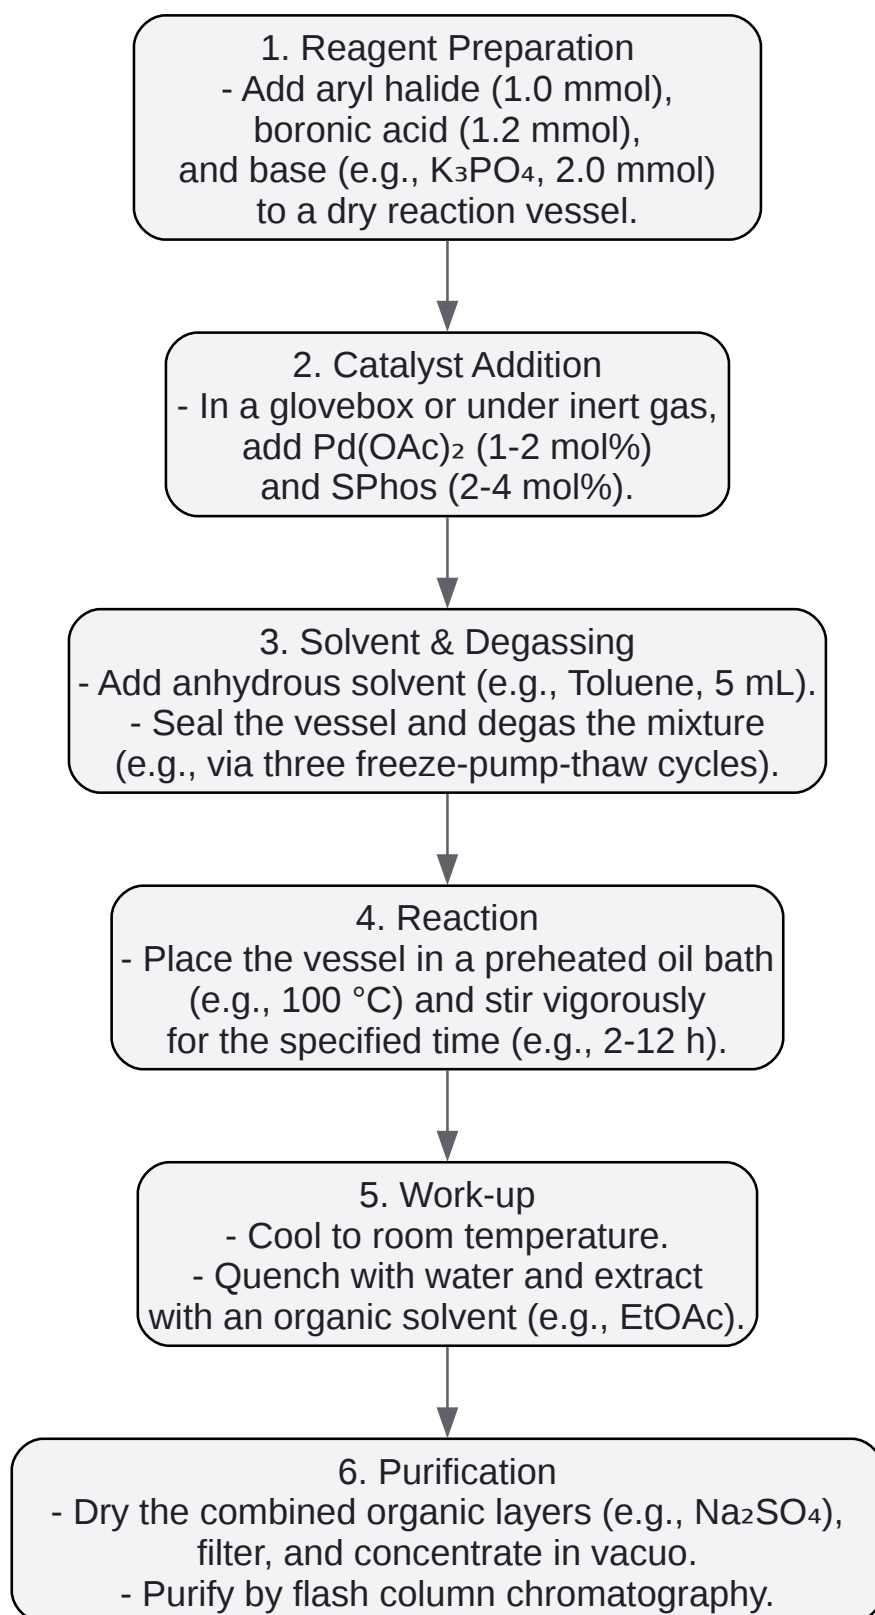 1. Reagent Preparation
- Add aryl halide (1.0 mmol),
boronic acid (1.2 mmol),
and base (e.g., K₃PO₄, 2.0 mmol)
to a dry reaction vessel.
2. Catalyst Addition
- In a glovebox or under inert gas,
add Pd(OAc)₂ (1-2 mol%)
and SPhos (2-4 mol%).
3. Solvent & Degassing
- Add anhydrous solvent (e.g., Toluene, 5 mL).
- Seal the vessel and degas the mixture
(e.g., via three freeze-pump-thaw cycles).
4. Reaction
- Place the vessel in a preheated oil bath
(e.g., 100 °C) and stir vigorously
for the specified time (e.g., 2-12 h).
5. Work-up
- Cool to room temperature.
- Quench with water and extract
with an organic solvent (e.g., EtOAc).
6. Purification
- Dry the combined organic layers (e.g., Na₂SO₄),
filter, and concentrate in vacuo.
- Purify by flash column chromatography.